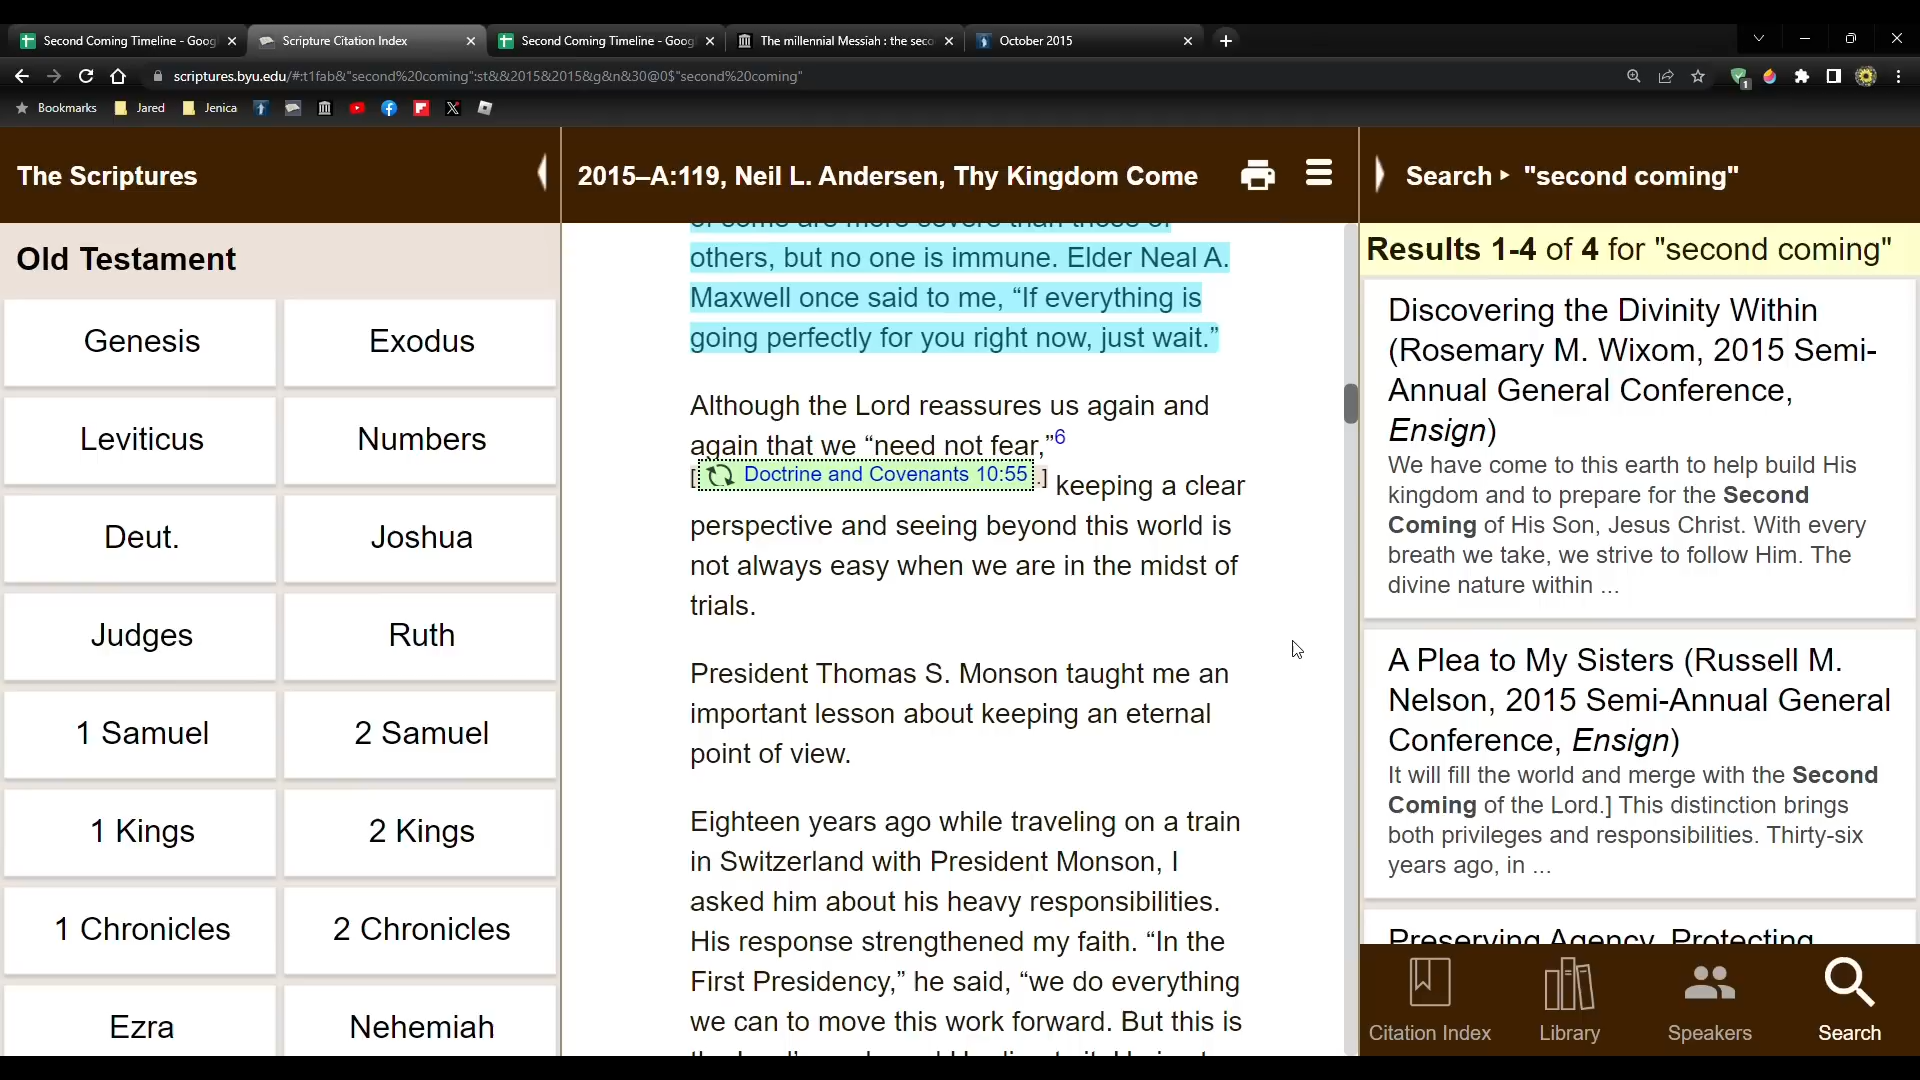 Second Coming Timeline - Goog
Scripture Citation Index
Second Coming Timeline - Goog
The millennial Messiah : the seco
October 2015
scriptures.byu.edu/#:t1fab&"second%20coming":st&&2015&2015&g&n&30@0$"second%20coming"
1
Bookmarks
Jared
Jenica
The Scriptures
Old Testament
Genesis
Exodus
Leviticus
Numbers
Deut.
Joshua
Judges
Ruth
1 Samuel
2 Samuel
1 Kings
2 Kings
1 Chronicles
2 Chronicles
Ezra
Nehemiah
2015–A:119, Neil L. Andersen, Thy Kingdom Come
of some are more severe than those of
others, but no one is immune. Elder Neal A.
Maxwell once said to me, “If everything is
going perfectly for you right now, just wait.”
Although the Lord reassures us again and
again that we “need not fear,”6
[Doctrine and Covenants 10:55.] keeping a clear
perspective and seeing beyond this world is
not always easy when we are in the midst of
trials.
President Thomas S. Monson taught me an
important lesson about keeping an eternal
point of view.
Eighteen years ago while traveling on a train
in Switzerland with President Monson, I
asked him about his heavy responsibilities.
His response strengthened my faith. “In the
First Presidency,” he said, “we do everything
we can to move this work forward. But this is
Search ▸ "second coming"
Results 1-4 of 4 for "second coming"
Discovering the Divinity Within
(Rosemary M. Wixom, 2015 Semi-
Annual General Conference,
Ensign)
We have come to this earth to help build His
kingdom and to prepare for the Second
Coming of His Son, Jesus Christ. With every
breath we take, we strive to follow Him. The
divine nature within ...
A Plea to My Sisters (Russell M.
Nelson, 2015 Semi-Annual General
Conference, Ensign)
It will fill the world and merge with the Second
Coming of the Lord.] This distinction brings
both privileges and responsibilities. Thirty-six
years ago, in ...
Preserving Agency, Protecting
Citation Index
Library
Speakers
Search